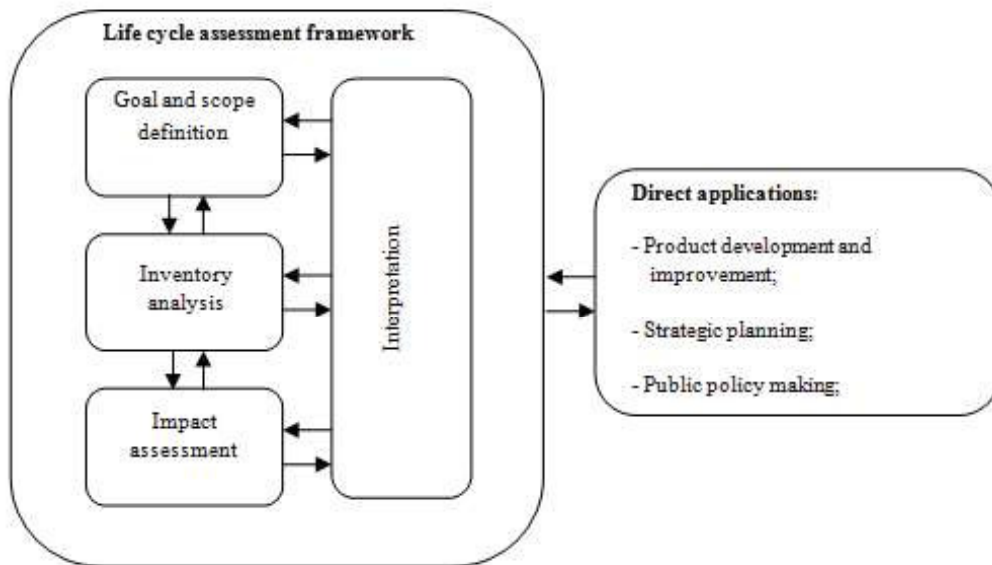 Life cycle assessment framework
Goal and scope
definition
Inventory
analysis
Impact
assessment
Interpretation
Direct applications:
- Product development and
improvement;
- Strategic planning;
- Public policy making;